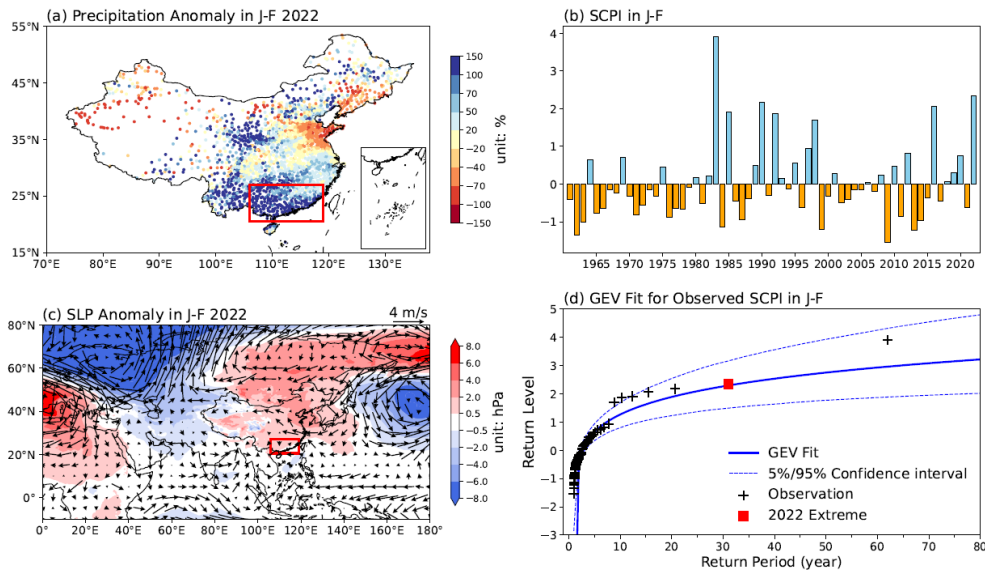 (a) Precipitation Anomaly in J-F 2022
55°N
45°N
35°N
25°N
15°N
70°E 80°E 90°E 100°E 110°E 120°E 130°E
150
100
70
50
20
−20
−40
−70
−100
−150
unit: %
(b) SCPI in J-F
4
3
2
1
0
−1
1965 1970 1975 1980 1985 1990 1995 2000 2005 2010 2015 2020
(c) SLP Anomaly in J-F 2022
4 m/s
80°N
60°N
40°N
20°N
0°
0° 20°E 40°E 60°E 80°E 100°E 120°E 140°E 160°E 180°
8.0
6.0
4.0
2.0
0.5
−0.5
−2.0
−4.0
−6.0
−8.0
unit: hPa
(d) GEV Fit for Observed SCPI in J-F
Return Level
5
4
3
2
1
0
−1
−2
−3
0 10 20 30 40 50 60 70 80
Return Period (year)
GEV Fit
5%/95% Confidence interval
Observation
2022 Extreme